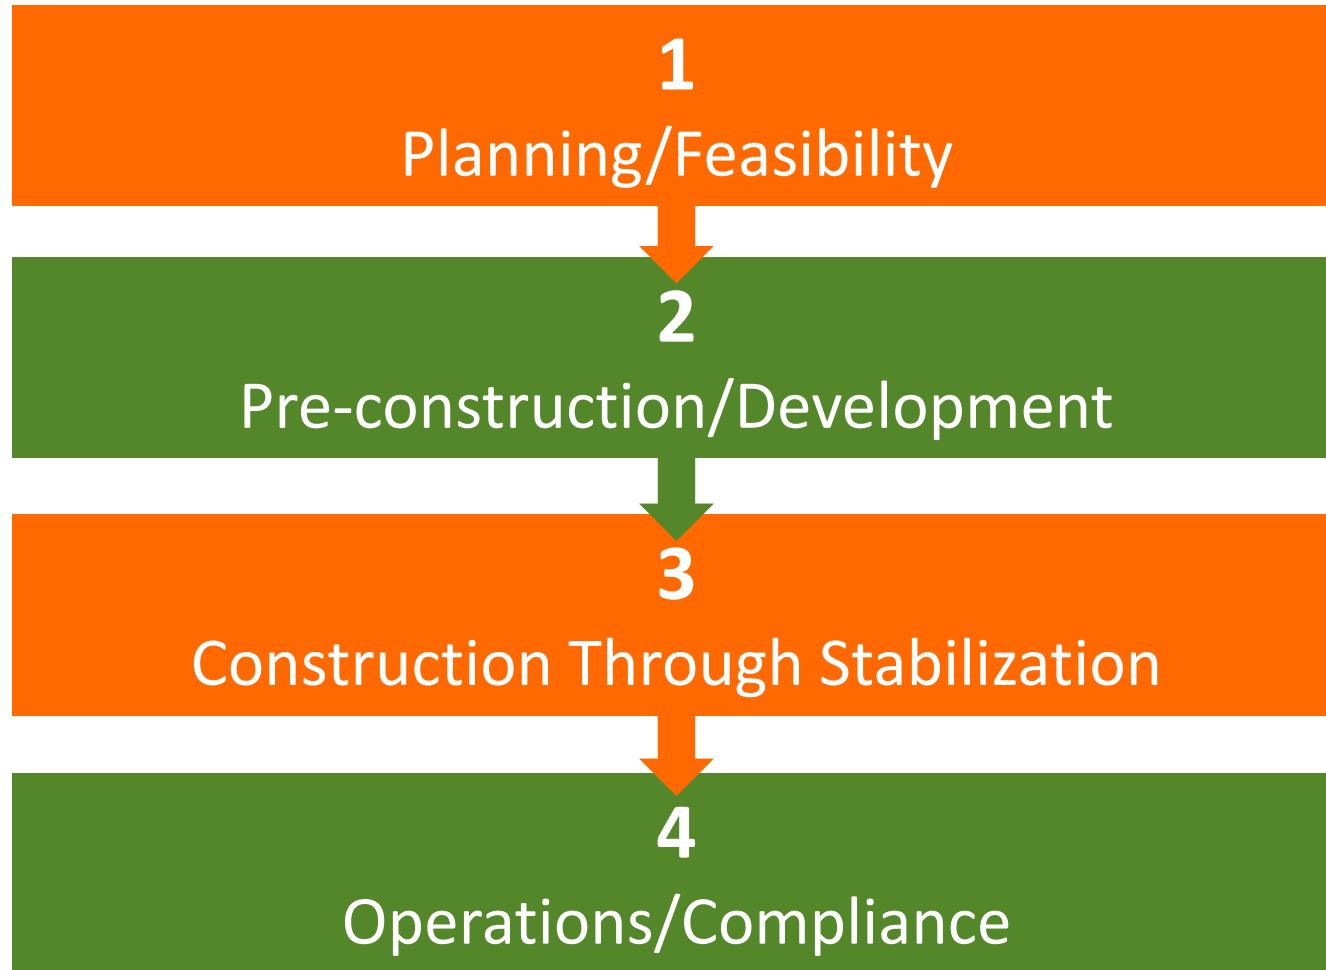 1
Planning/Feasibility
2
Pre-construction/Development
3
Construction Through Stabilization
4
Operations/Compliance